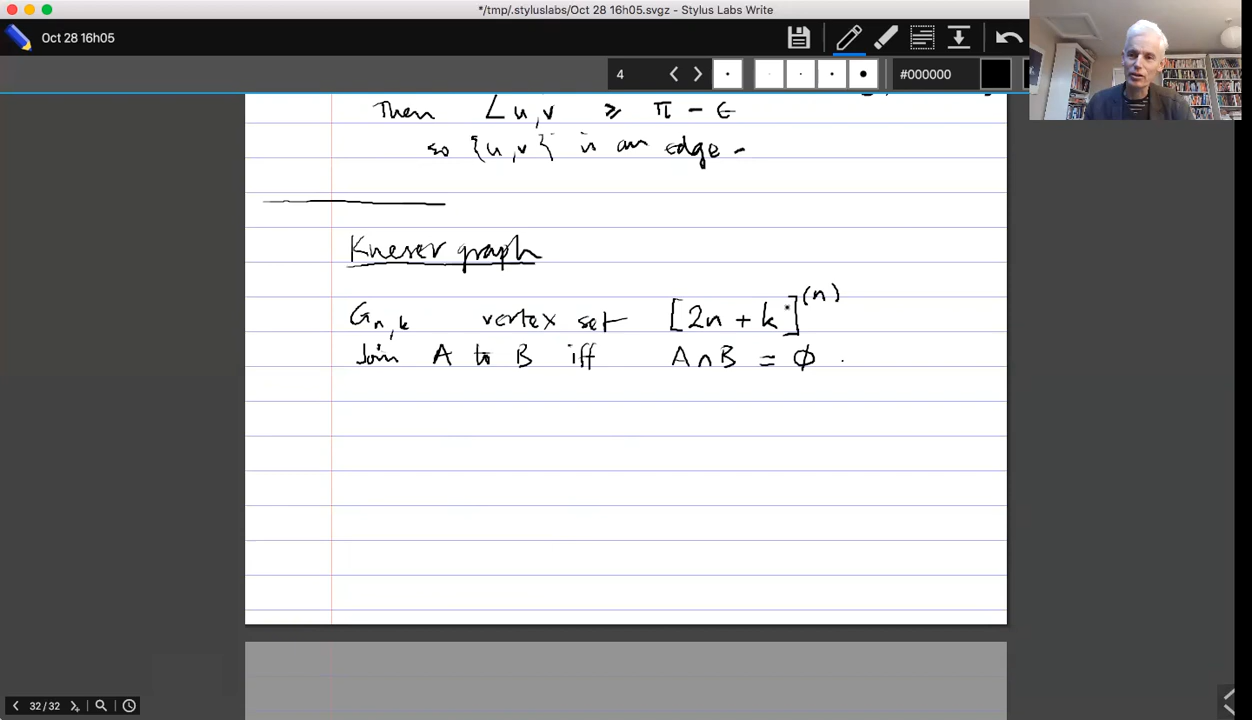 */tmp/.styluslabs/Oct 28 16h05.svgz - Stylus Labs Write
Oct 28 16h05
4
#000000
Then ∠u,v ≥ π - ε
so {u,v} is an edge -
Kneser graph
G_{n,k} vertex set [2n + k]^{(n)}
Join A to B iff A∩B = ∅ .
32/32